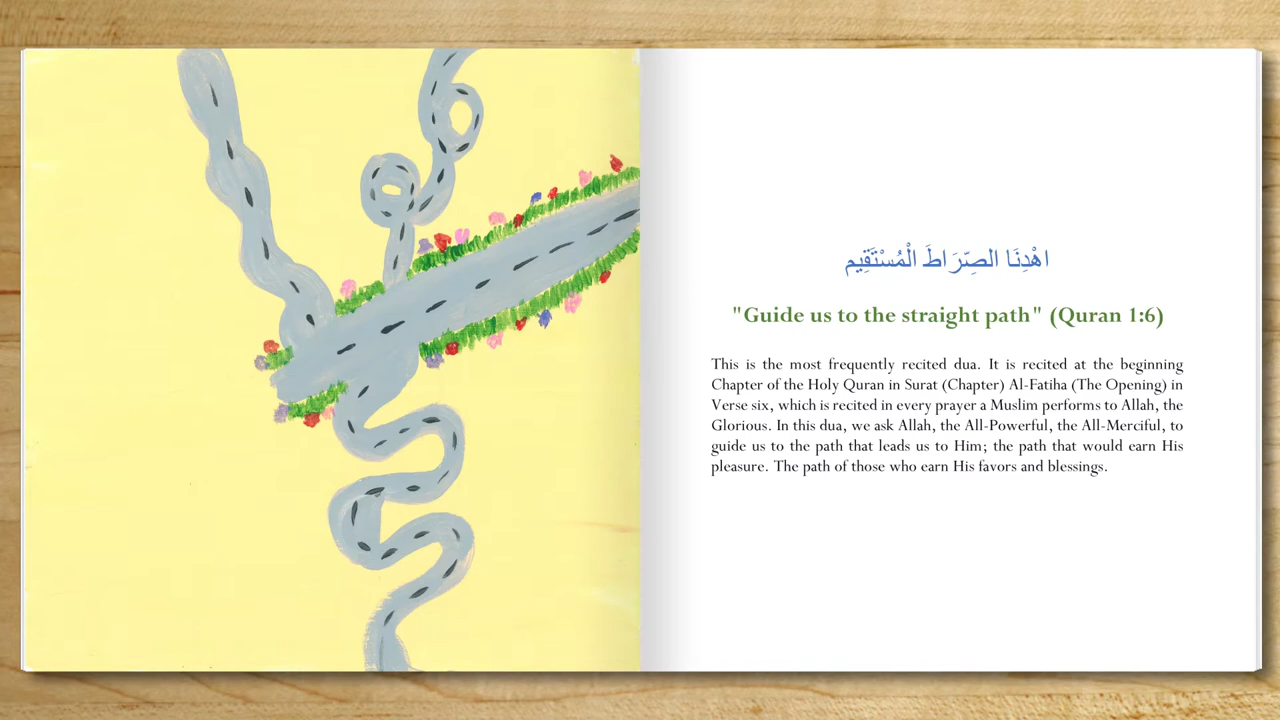 اهْدِنَا الصِّرَاطَ الْمُسْتَقِيم
"Guide us to the straight path" (Quran 1:6)
This is the most frequently recited dua. It is recited at the beginning
Chapter of the Holy Quran in Surat (Chapter) Al-Fatiha (The Opening) in
Verse six, which is recited in every prayer a Muslim performs to Allah, the
Glorious. In this dua, we ask Allah, the All-Powerful, the All-Merciful, to
guide us to the path that leads us to Him; the path that would earn His
pleasure. The path of those who earn His favors and blessings.